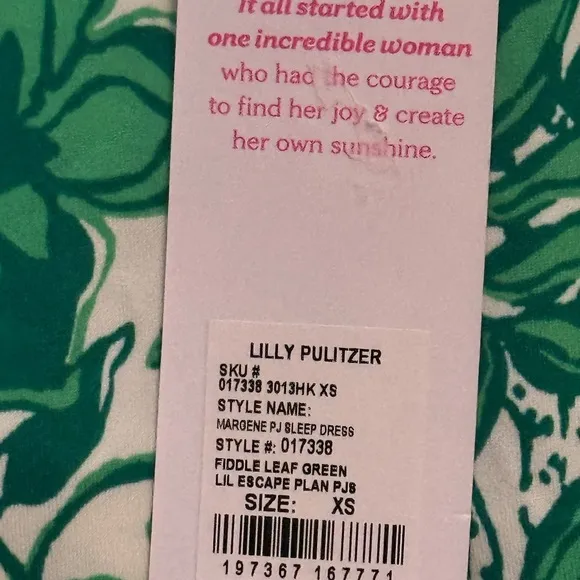 It all started with
one incredible woman
who had the courage
to find her joy & create
her own sunshine.
LILLY PULITZER
SKU #
017338 3013HK XS
STYLE NAME:
MARGENE PJ SLEEP DRESS
STYLE #: 017338
FIDDLE LEAF GREEN
LIL ESCAPE PLAN PJS
SIZE: XS
197367 167771